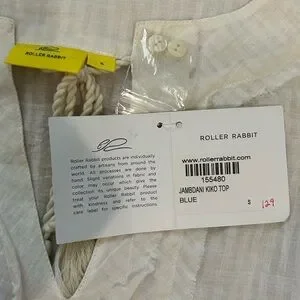 ROLLER RABBIT
Roller Rabbit products are individually
crafted by artisans from around the
world. All processes are done by
hand. Slight variations in fabric and
color may occur which give the
collection its unique beauty. Please
treat your Roller Rabbit product
with kindness and refer to the
care label for specific instructions
ROLLER RABBIT
www.rollerrabbit.com
155480
JAMBDANI KIKO TOP
BLUE
$ 129